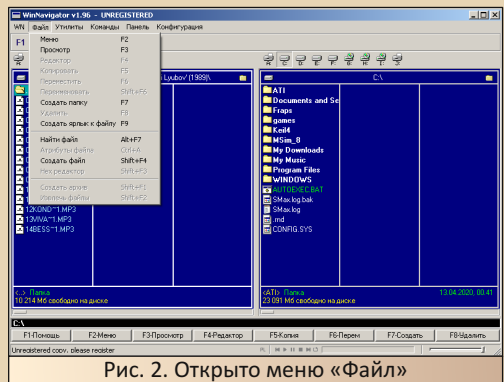 WinNavigator v1.96 - UNREGISTERED
WN Файл Утилиты Команды Панель Конфигурация
F1
Меню F2
Просмотр F3
Редактор F4
Копировать F5
Переместить F6
Переименовать Shift+F6
Создать папку F7
Удалить F8
Создать ярлык к файлу F9
Найти файл Alt+F7
Атрибуты файла Ctrl+A
Создать файл Shift+F4
Hex редактор Shift+F3
Создать архив Shift+F1
Извлечь файлы Shift+F2
Lyubov' (1989)\
12KOND~1.MP3
13VIVA~1.MP3
14BESS~1.MP3
<..> Папка
10 214 Мб свободно на диске
C:\
ATI
Documents and Se
Fraps
games
Keil4
MSim_8
My Downloads
My Music
Program Files
WINDOWS
AUTOEXEC.BAT
SMax.log.bak
SMax.log
.rnd
CONFIG.SYS
<ATI> Папка 13.04.2020, 00:41
23 091 Мб свободно на диске
C:\
F1-Помощь F2-Меню F3-Просмотр F4-Редактор F5-Копия F6-Перем F7-Создать F8-Удалить
Unregistered copy, please register
Рис. 2. Открыто меню «Файл»